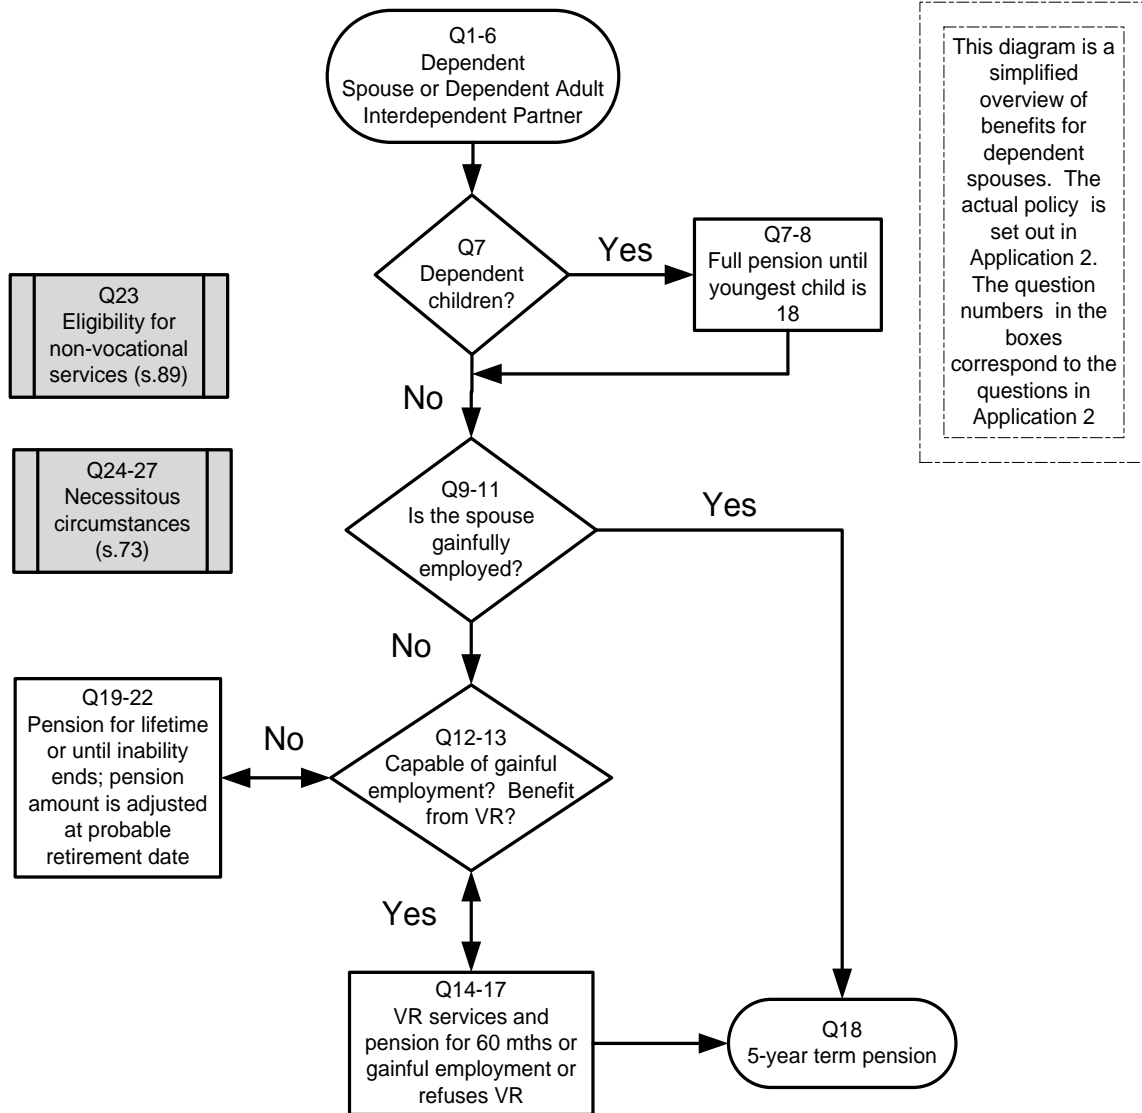 Q1-6
Dependent
Spouse or Dependent Adult
Interdependent Partner
This diagram is a
simplified
overview of
benefits for
dependent
spouses. The
actual policy is
set out in
Application 2.
The question
numbers in the
boxes
correspond to the
questions in
Application 2
Q7
Dependent
children?
Yes
Q7-8
Full pension until
youngest child is
18
No
Q23
Eligibility for
non-vocational
services (s.89)
Q24-27
Necessitous
circumstances
(s.73)
Q9-11
Is the spouse
gainfully
employed?
Yes
No
Q12-13
Capable of gainful
employment? Benefit
from VR?
No
Q19-22
Pension for lifetime
or until inability
ends; pension
amount is adjusted
at probable
retirement date
Yes
Q14-17
VR services and
pension for 60 mths or
gainful employment or
refuses VR
Q18
5-year term pension